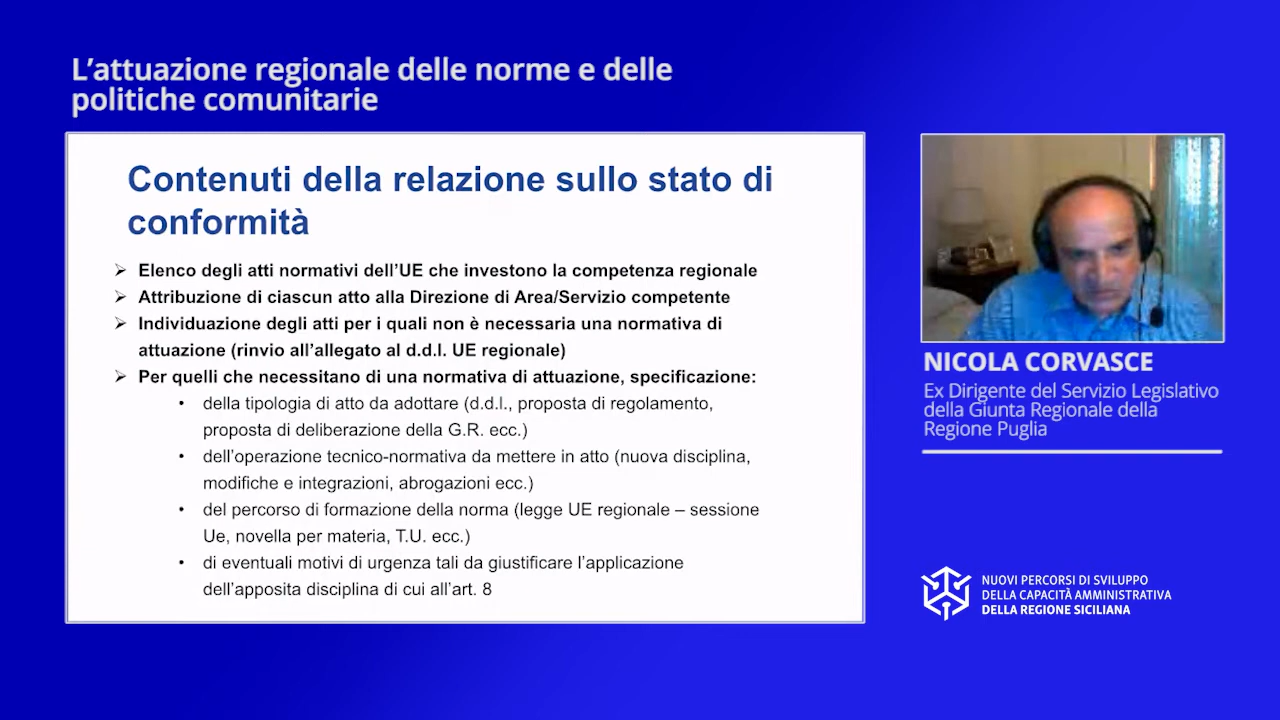 L'attuazione regionale delle norme e delle
politiche comunitarie
Contenuti della relazione sullo stato di
conformità
➢ Elenco degli atti normativi dell'UE che investono la competenza regionale
➢ Attribuzione di ciascun atto alla Direzione di Area/Servizio competente
➢ Individuazione degli atti per i quali non è necessaria una normativa di
attuazione (rinvio all'allegato al d.d.l. UE regionale)
➢ Per quelli che necessitano di una normativa di attuazione, specificazione:
• della tipologia di atto da adottare (d.d.l., proposta di regolamento,
proposta di deliberazione della G.R. ecc.)
• dell'operazione tecnico-normativa da mettere in atto (nuova disciplina,
modifiche e integrazioni, abrogazioni ecc.)
• del percorso di formazione della norma (legge UE regionale – sessione
Ue, novella per materia, T.U. ecc.)
• di eventuali motivi di urgenza tali da giustificare l'applicazione
dell'apposita disciplina di cui all'art. 8
NICOLA CORVASCE
Ex Dirigente del Servizio Legislativo
della Giunta Regionale della
Regione Puglia
NUOVI PERCORSI DI SVILUPPO
DELLA CAPACITÀ AMMINISTRATIVA
DELLA REGIONE SICILIANA